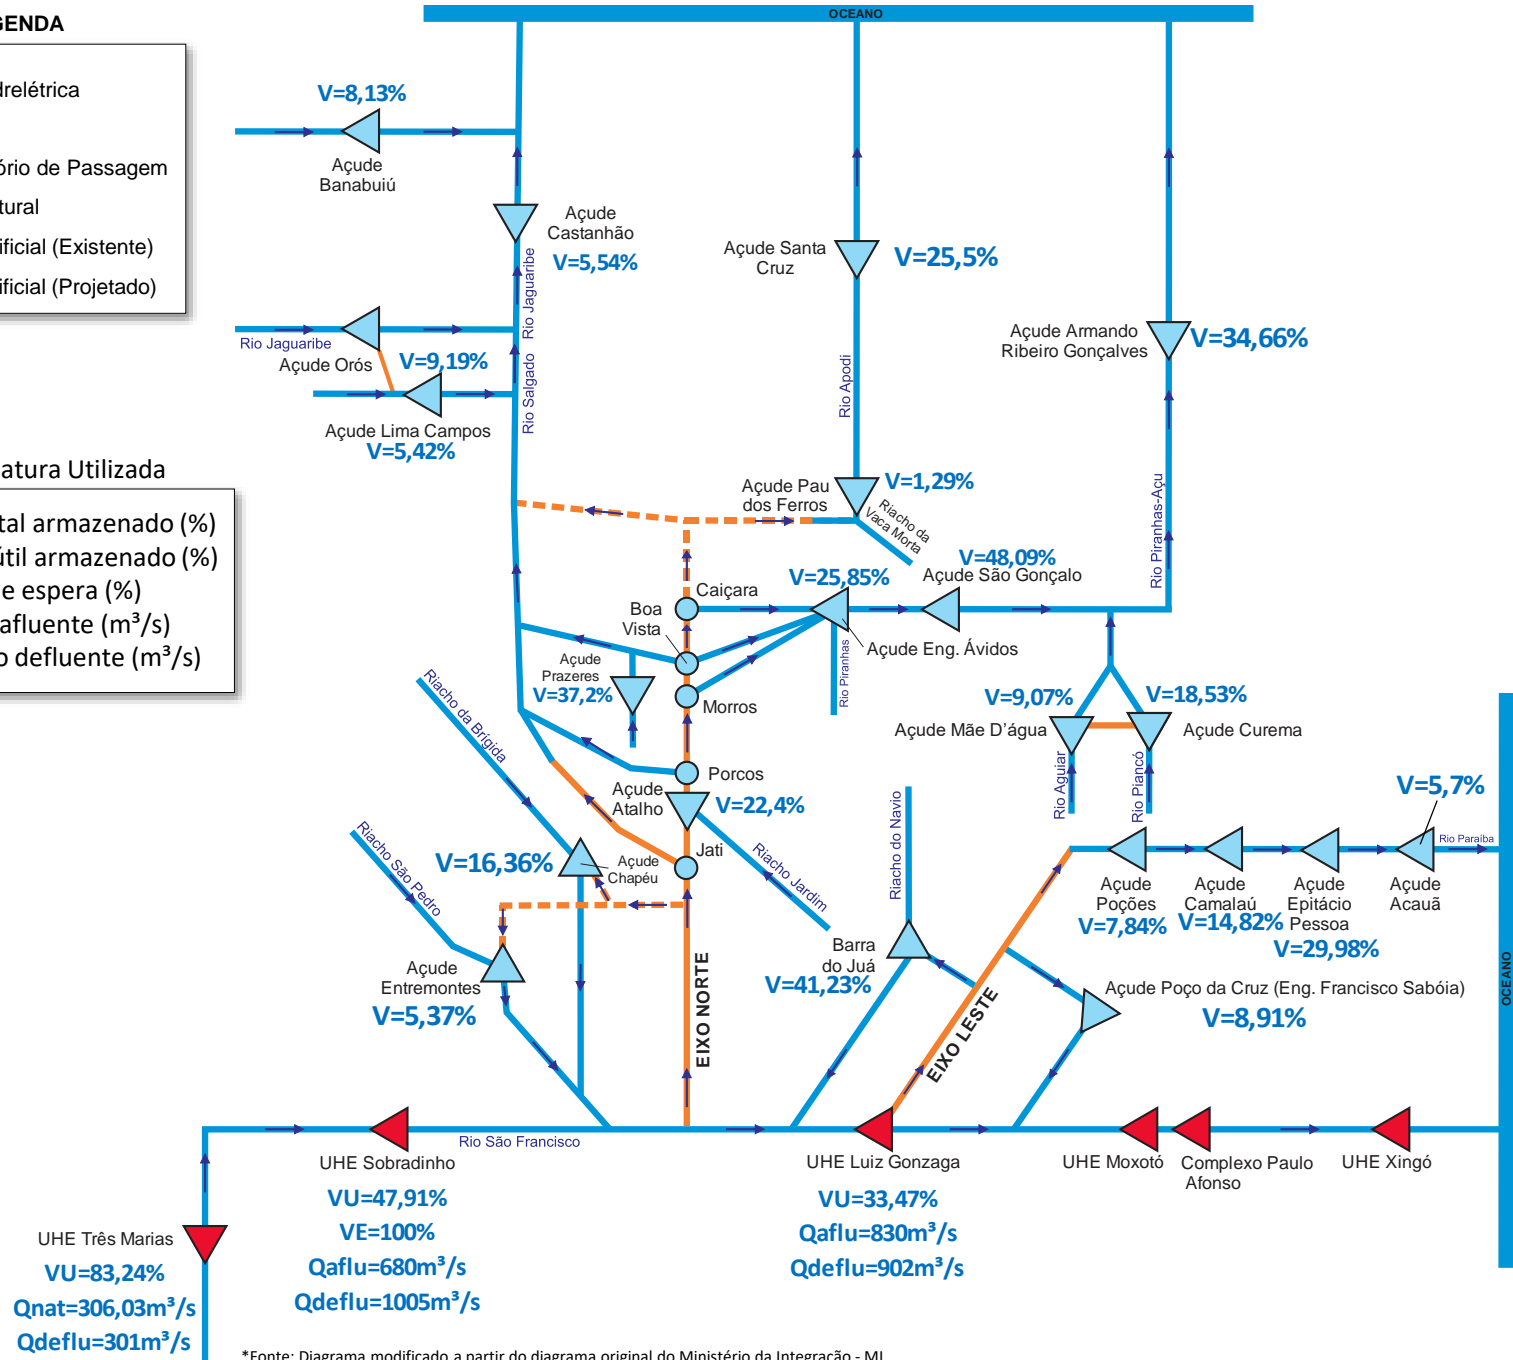 OCEANO
GENDA
drelétrica
ório de Passagem
tural
ificial (Existente)
ificial (Projetado)
V=8,13%
Açude
Banabuiú
Açude
Castanhão
V=5,54%
Rio Jaguaribe
Rio Jaguaribe
Açude Orós
V=9,19%
Rio Salgado
Açude Lima Campos
V=5,42%
Açude Santa
Cruz
V=25,5%
Rio Apodi
Açude Armando
Ribeiro Gonçalves
V=34,66%
Rio Piranhas-Açu
atura Utilizada
tal armazenado (%)
útil armazenado (%)
e espera (%)
afluente (m³/s)
o defluente (m³/s)
Açude Pau
dos Ferros
V=1,29%
Riacho da
Vaca Morta
V=48,09%
Açude São Gonçalo
V=25,85%
Caiçara
Boa
Vista
Açude Eng. Ávidos
Rio Piranhas
Açude
Prazeres
V=37,2%
Morros
Riacho da Brígida
Porcos
Açude
Atalho
V=22,4%
V=9,07%
V=18,53%
Açude Mãe D'água
Açude Curema
Rio Aguiar
Rio Piancó
V=5,7%
Riacho São Pedro
V=16,36%
Açude
Chapéu
Jati
Riacho Jardim
Riacho do Navio
Rio Paraíba
Açude
Poções
V=7,84%
Açude
Camalaú
V=14,82%
Açude
Epitácio
Pessoa
V=29,98%
Açude
Acauã
Açude
Entremontes
V=5,37%
EIXO NORTE
Barra
do Juá
V=41,23%
EIXO LESTE
Açude Poço da Cruz (Eng. Francisco Sabóia)
V=8,91%
OCEANO
Rio São Francisco
UHE Sobradinho
VU=47,91%
VE=100%
Qaflu=680m³/s
Qdeflu=1005m³/s
UHE Luiz Gonzaga
VU=33,47%
Qaflu=830m³/s
Qdeflu=902m³/s
UHE Moxotó
Complexo Paulo
Afonso
UHE Xingó
UHE Três Marias
VU=83,24%
Qnat=306,03m³/s
Qdeflu=301m³/s
*Fonte: Diagrama modificado a partir do diagrama original do Ministério da Integração - MI